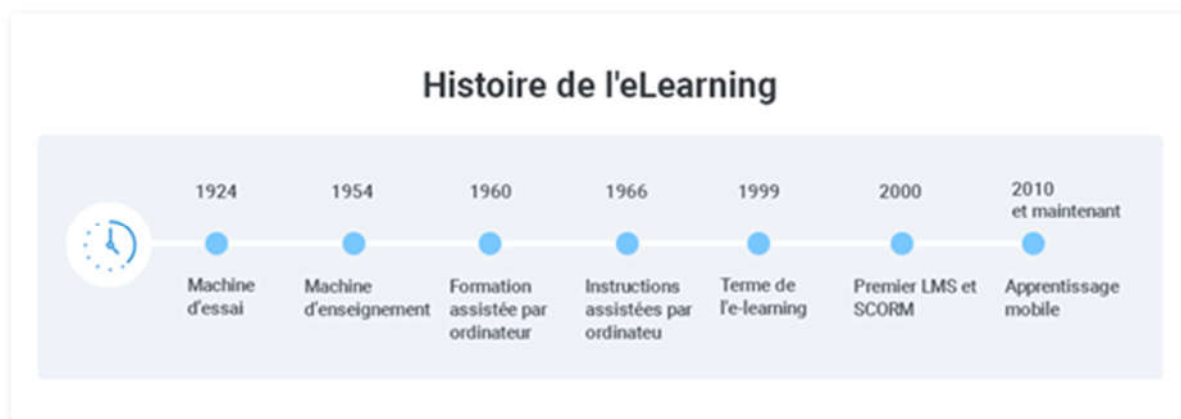 Histoire de l'eLearning
1924
Machine
d'essai
1954
Machine
d'enseignement
1960
Formation
assistée par
ordinateur
1966
Instructions
assistées par
ordinateu
1999
Terme de
l'e-learning
2000
Premier LMS et
SCORM
2010
et maintenant
Apprentissage
mobile